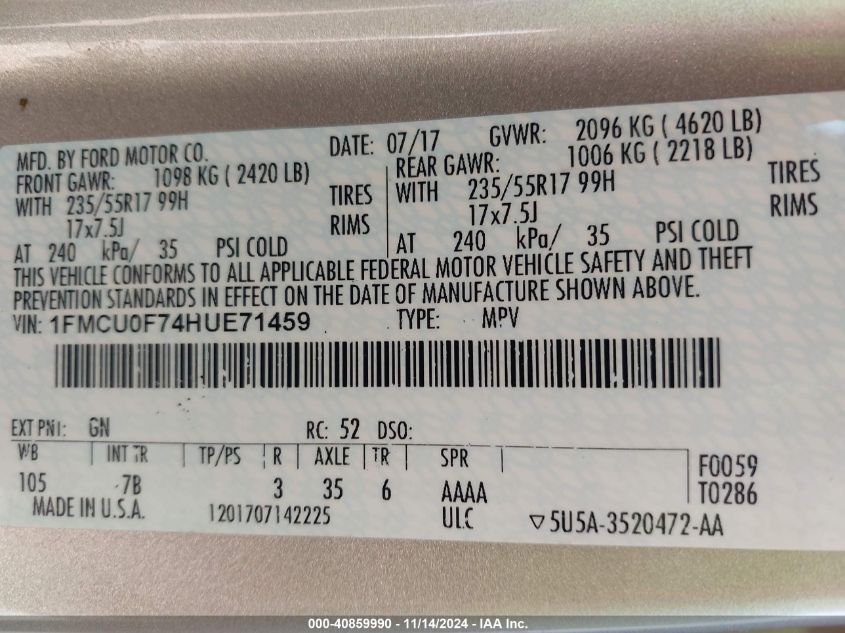 MFD. BY FORD MOTOR CO.
DATE: 07/17
GVWR: 2096 KG ( 4620 LB)
FRONT GAWR: 1098 KG ( 2420 LB)
WITH 235/55R17 99H TIRES
17x7.5J RIMS
AT 240 kPa/ 35 PSI COLD
REAR GAWR: 1006 KG ( 2218 LB)
WITH 235/55R17 99H TIRES
17x7.5J RIMS
AT 240 kPa/ 35 PSI COLD
THIS VEHICLE CONFORMS TO ALL APPLICABLE FEDERAL MOTOR VEHICLE SAFETY AND THEFT
PREVENTION STANDARDS IN EFFECT ON THE DATE OF MANUFACTURE SHOWN ABOVE.
VIN: 1FMCU0F74HUE71459 TYPE: MPV
EXT PNT: GN RC: 52 DSO:
WB INT TR TP/PS R AXLE TR SPR
105 7B 3 35 6 AAAA
F0059
T0286
MADE IN U.S.A. 1201707142225 ULC ▽5U5A-3520472-AA
000-40859990 - 11/14/2024 - IAA Inc.